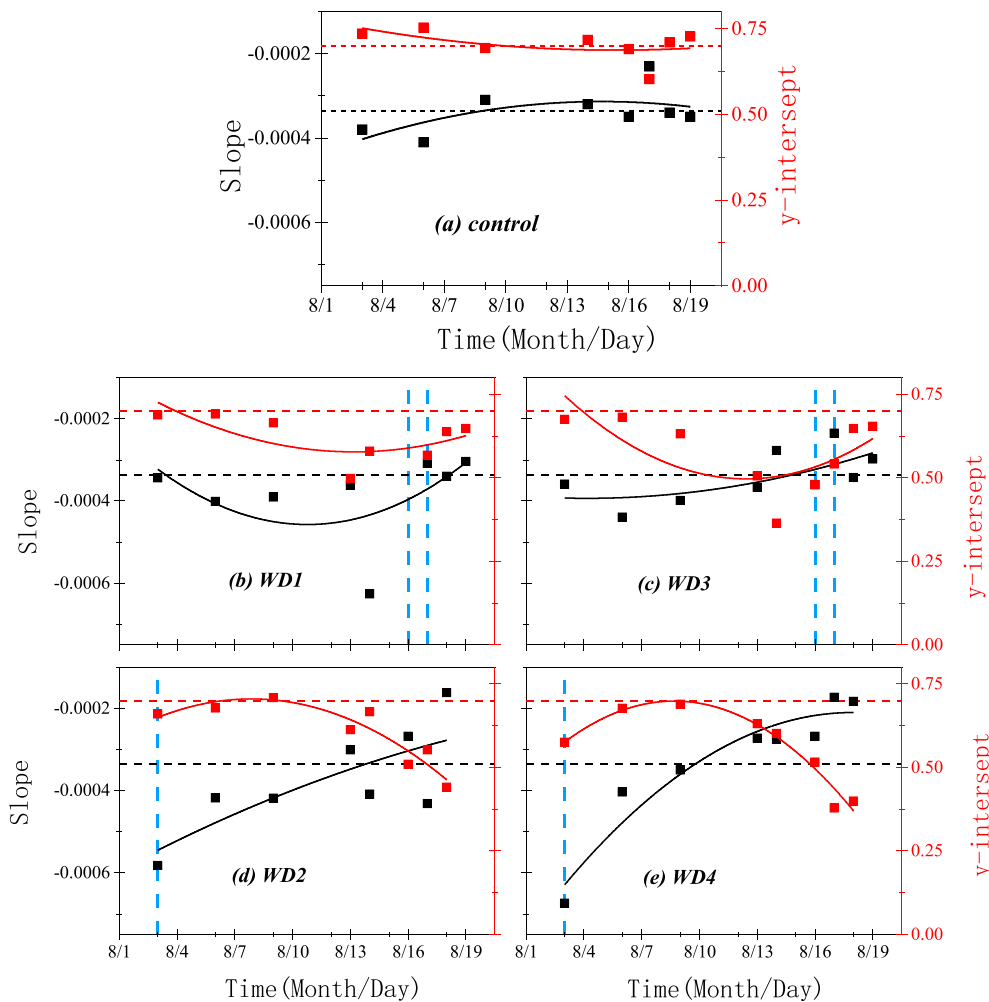 0.75
-0.0002
0.50
-0.0004
0.25
-0.0006
0.00
Slope
y-intersept
(a) control
8/1 8/4 8/7 8/10 8/13 8/16 8/19
Time(Month/Day)
-0.0002
-0.0004
-0.0006
Slope
(b) WD1
(c) WD3
0.75
0.50
0.25
0.00
y-intersept
-0.0002
-0.0004
-0.0006
Slope
(d) WD2
(e) WD4
0.75
0.50
0.25
0.00
y-intersept
8/1 8/4 8/7 8/10 8/13 8/16 8/19
8/1 8/4 8/7 8/10 8/13 8/16 8/19
Time(Month/Day)
Time(Month/Day)